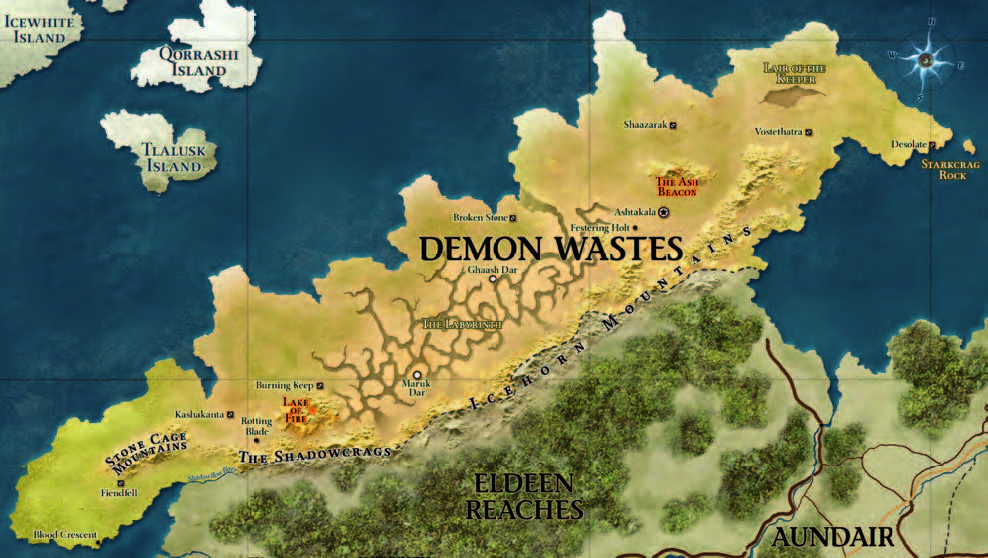 ICEWHITE
ISLAND
QORRASHI
ISLAND
TLALUSK
ISLAND
N
W
E
S
LAIR OF THE
KEEPER
Shaazarak
Vostethatra
Desolate
STARKCRAG
ROCK
THE ASH
BEACON
Ashtakala
Broken Stone
Festering Holt
DEMON WASTES
Ghaash Dar
THE LABYRINTH
ICEHORN MOUNTAINS
Maruk
Dar
Burning Keep
LAKE
OF
FIRE
Kashakanta
Rotting
Blade
STONE CAGE
MOUNTAINS
THE SHADOWCRAGS
Fiendfell
Blood Crescent
ELDEEN
REACHES
AUNDAIR